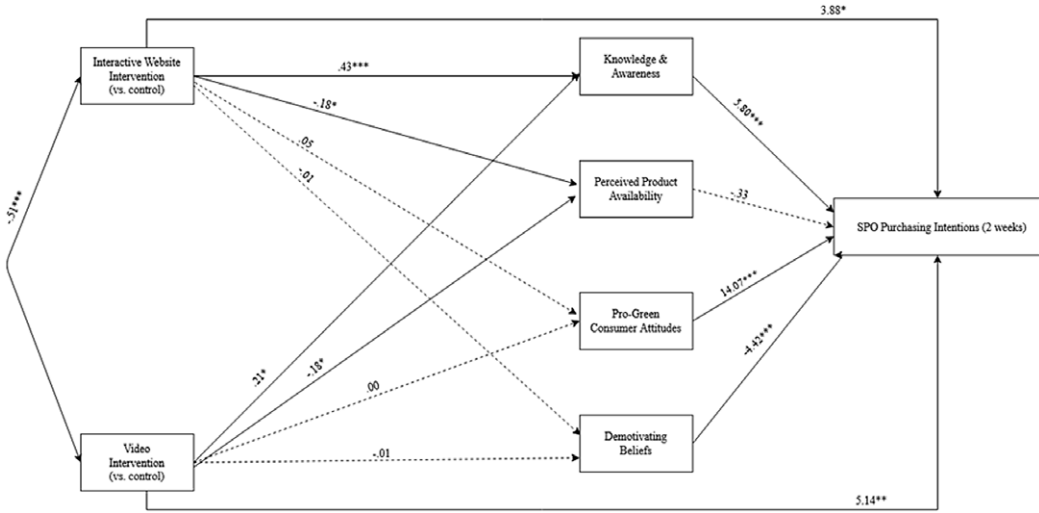 3.88*
Interactive Website
Intervention
(vs. control)
Knowledge &
Awareness
.43***
-.18*
.05
-.01
5.80***
Perceived Product
Availability
-.33
-.51***
SPO Purchasing Intentions (2 weeks)
14.07***
Pro-Green
Consumer Attitudes
-4.42***
.21*
-.18*
.00
Demotivating
Beliefs
Video
Intervention
(vs. control)
-.01
5.14**